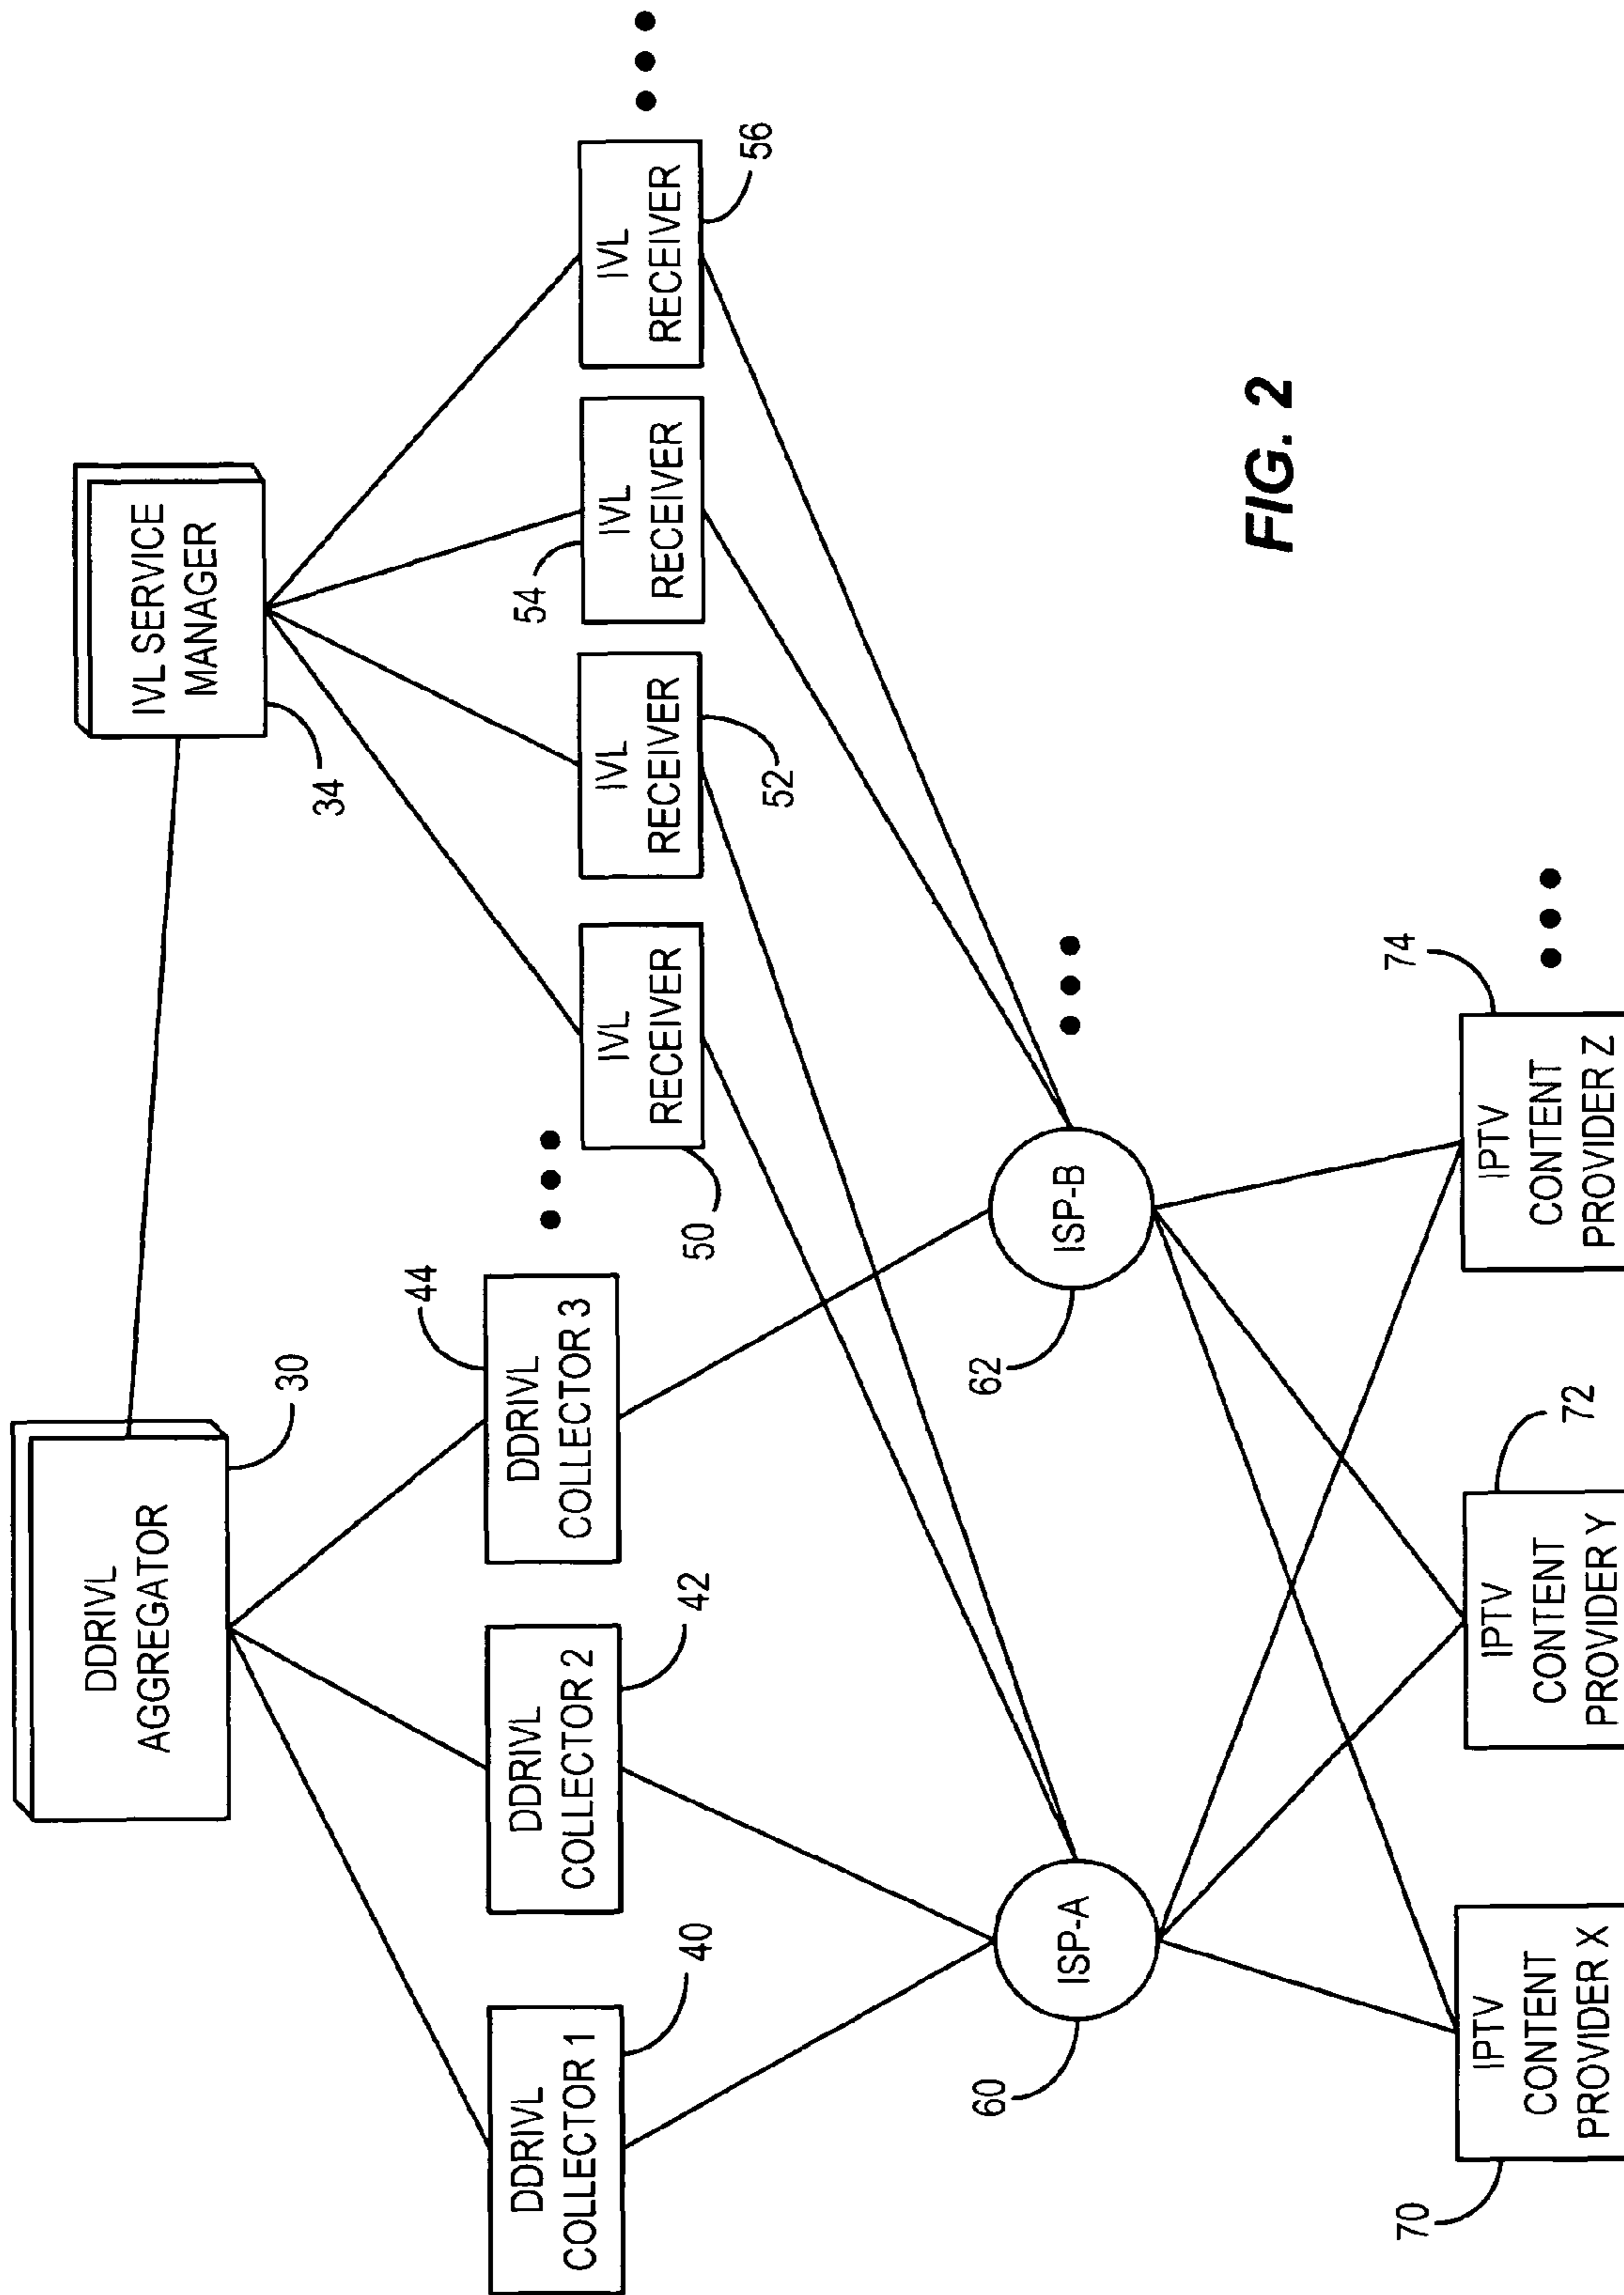 DDRIVL
AGGREGATOR
30
IVL SERVICE
MANAGER
34
DDRIVL
COLLECTOR 1
40
DDRIVL
COLLECTOR 2
42
DDRIVL
COLLECTOR 3
44
IVL
RECEIVER
50
IVL
RECEIVER
52
IVL
RECEIVER
54
IVL
RECEIVER
56
ISP-A
60
ISP-B
62
IPTV
CONTENT
PROVIDER X
70
IPTV
CONTENT
PROVIDER Y
72
IPTV
CONTENT
PROVIDER Z
74
FIG. 2